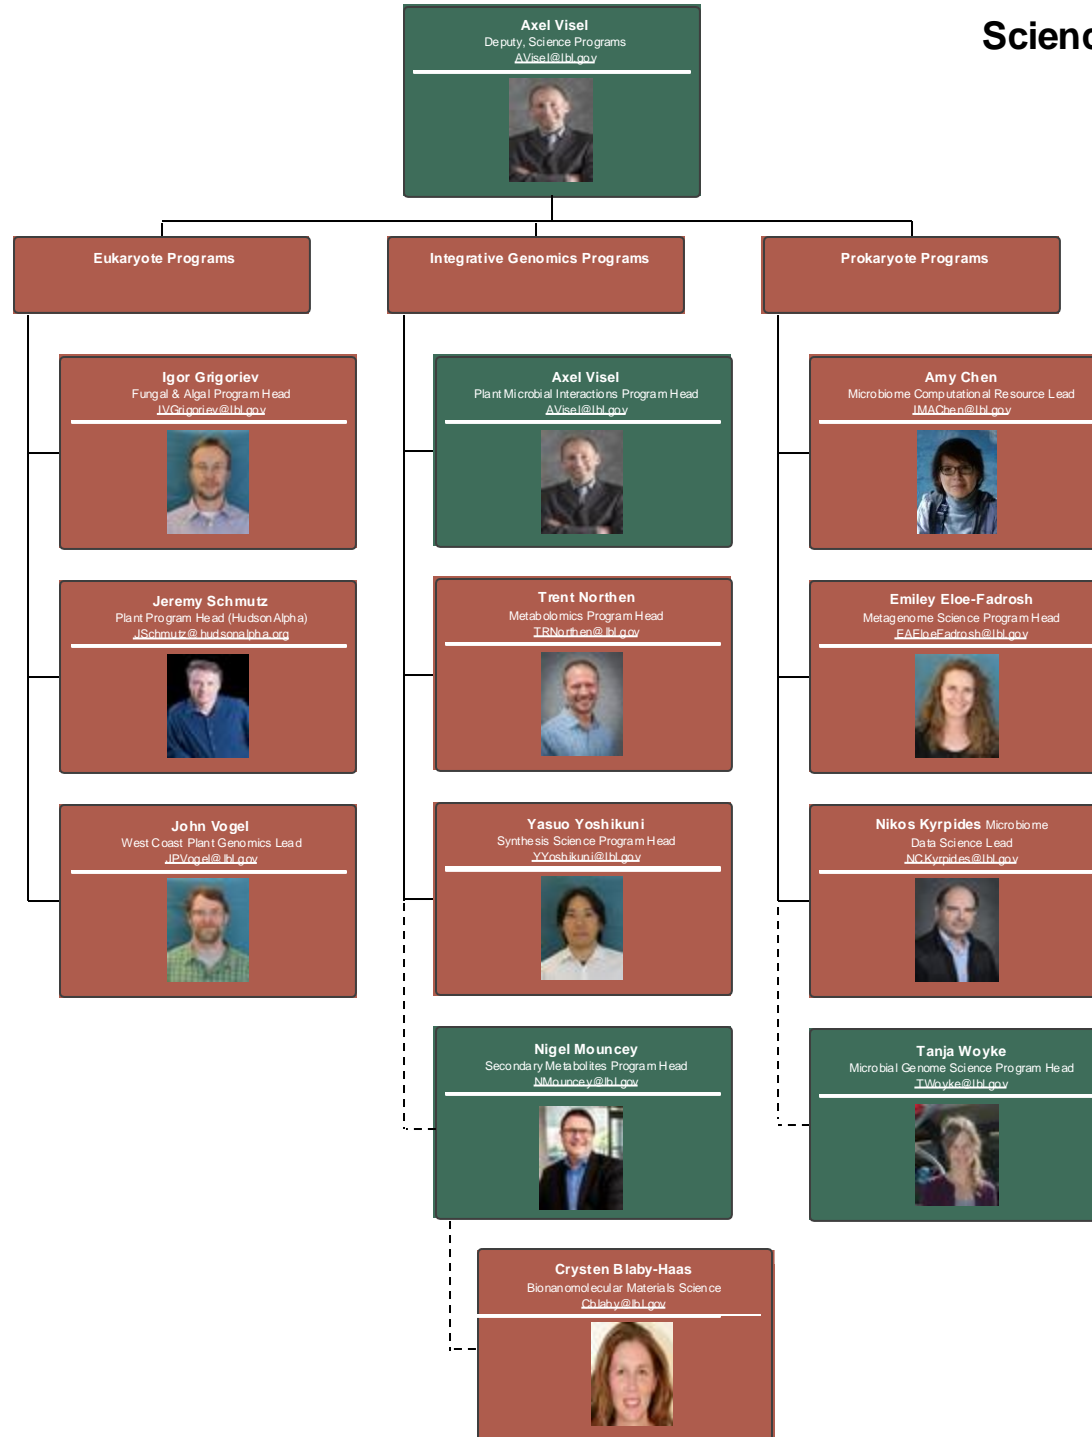 Axel Visel
Deputy, Science Programs
AVisel@lbl.gov
Scienc
Eukaryote Programs
Integrative Genomics Programs
Prokaryote Programs
Igor Grigoriev
Fungal & Algal Program Head
IVGrigoriev@lbl.gov
Axel Visel
Plant Microbial Interactions Program Head
AVisel@lbl.gov
Amy Chen
Microbiome Computational Resource Lead
IMAChen@lbl.gov
Jeremy Schmutz
Plant Program Head (HudsonAlpha)
JSchmutz@hudsonalpha.org
Trent Northen
Metabolomics Program Head
TRNorthen@lbl.gov
Emiley Eloe-Fadrosh
Metagenome Science Program Head
EAEloeFadrosh@lbl.gov
John Vogel
West Coast Plant Genomics Lead
JPVogel@lbl.gov
Yasuo Yoshikuni
Synthesis Science Program Head
YYoshikuni@lbl.gov
Nikos Kyrpides Microbiome
Data Science Lead
NCKyrpides@lbl.gov
Nigel Mouncey
Secondary Metabolites Program Head
NMouncey@lbl.gov
Tanja Woyke
Microbial Genome Science Program Head
TWoyke@lbl.gov
Crysten Blaby-Haas
Bionanomolecular Materials Science
Cblaby@lbl.gov